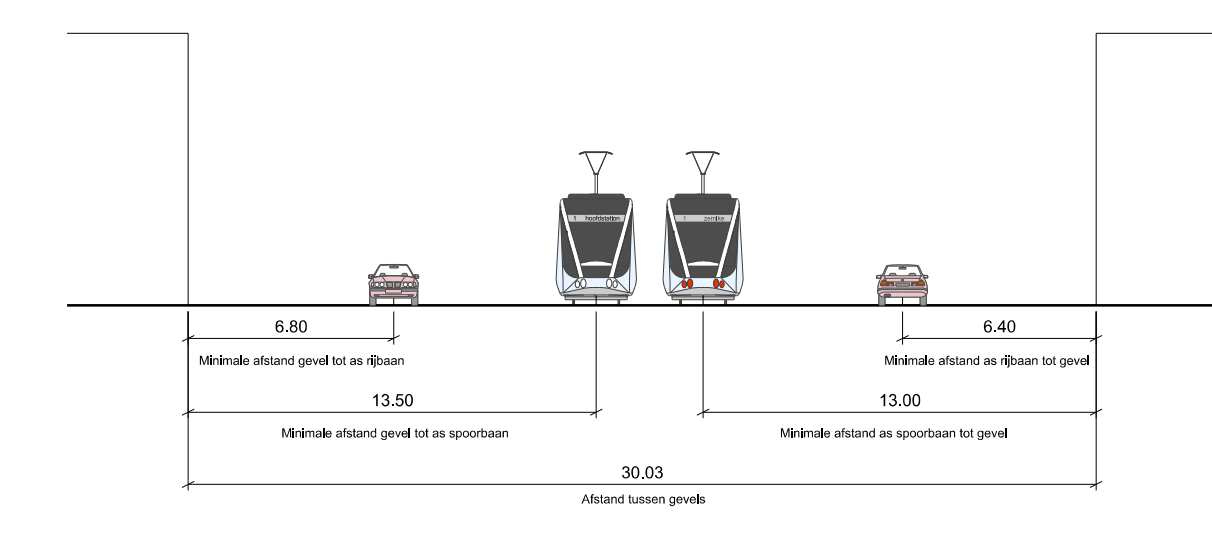 1 hoofdstation
1 zernike
6.80
6.40
Minimale afstand gevel tot as rijbaan
Minimale afstand as rijbaan tot gevel
13.50
13.00
Minimale afstand gevel tot as spoorbaan
Minimale afstand as spoorbaan tot gevel
30.03
Afstand tussen gevels